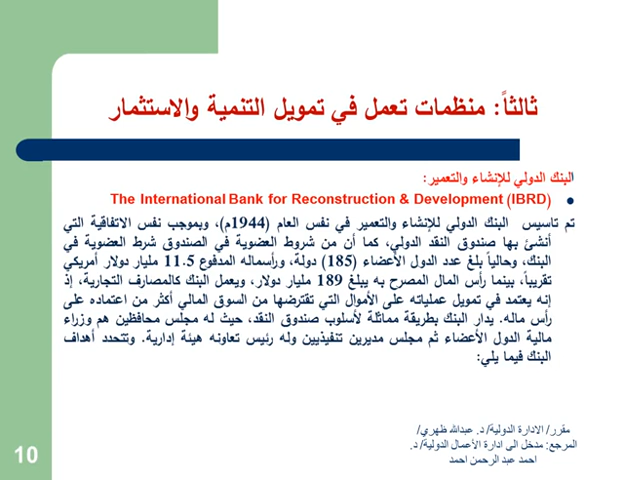 ثالثاً: منظمات تعمل في تمويل التنمية والاستثمار
البنك الدولي للإنشاء والتعمير:
The International Bank for Reconstruction & Development (IBRD)
تم تاسيس البنك الدولي للإنشاء والتعمير في نفس العام (1944م)، وبموجب نفس الاتفاقية التي
أنشئ بها صندوق النقد الدولي، كما أن من شروط العضوية في الصندوق شرط العضوية في
البنك، وحالياً بلغ عدد الدول الأعضاء (185) دولة، ورأسماله المدفوع 11.5 مليار دولار أمريكي
تقريباً، بينما رأس المال المصرح به يبلغ 189 مليار دولار، ويعمل البنك كالمصارف التجارية، إذ
إنه يعتمد في تمويل عملياته على الأموال التي تقترضها من السوق المالي أكثر من اعتماده على
رأس ماله. يدار البنك بطريقة مماثلة لأسلوب صندوق النقد، حيث له مجلس محافظين هم وزراء
مالية الدول الأعضاء ثم مجلس مديرين تنفيذيين وله رئيس تعاونه هيئة إدارية. وتتحدد أهداف
البنك فيما يلي:
مقرر/ الادارة الدولية/ د. عبدالله ظهري/
المرجع: مدخل الى ادارة الأعمال الدولية/ د.
احمد عبد الرحمن احمد
10